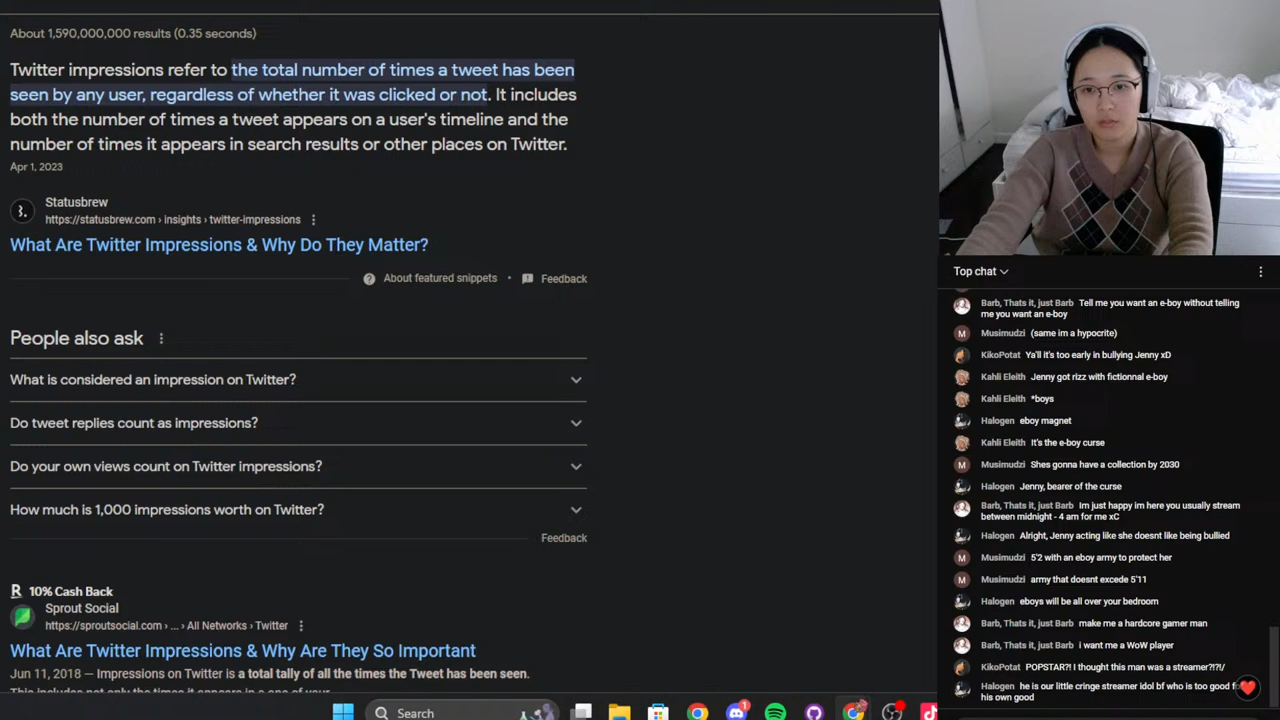 About 1,590,000,000 results (0.35 seconds)
Twitter impressions refer to the total number of times a tweet has been
seen by any user, regardless of whether it was clicked or not. It includes
both the number of times a tweet appears on a user's timeline and the
number of times it appears in search results or other places on Twitter.
Apr 1, 2023
Statusbrew
https://statusbrew.com › insights › twitter-impressions
What Are Twitter Impressions & Why Do They Matter?
About featured snippets • Feedback
People also ask
What is considered an impression on Twitter?
Do tweet replies count as impressions?
Do your own views count on Twitter impressions?
How much is 1,000 impressions worth on Twitter?
Feedback
10% Cash Back
Sprout Social
https://sproutsocial.com › ... › All Networks › Twitter
What Are Twitter Impressions & Why Are They So Important
Jun 11, 2018 — Impressions on Twitter is a total tally of all the times the Tweet has been seen.
Search
Top chat
Barb, Thats it, just Barb Tell me you want an e-boy without telling
me you want an e-boy
M Musimudzi (same im a hypocrite)
KikoPotat Ya'll it's too early in bullying Jenny xD
Kahli Eleith Jenny got rizz with fictionnal e-boy
Kahli Eleith *boys
Halogen eboy magnet
Kahli Eleith It's the e-boy curse
M Musimudzi Shes gonna have a collection by 2030
Halogen Jenny, bearer of the curse
Barb, Thats it, just Barb Im just happy im here you usually stream
between midnight - 4 am for me xC
Halogen Alright, Jenny acting like she doesnt like being bullied
M Musimudzi 5'2 with an eboy army to protect her
M Musimudzi army that doesnt excede 5'11
Halogen eboys will be all over your bedroom
Barb, Thats it, just Barb make me a hardcore gamer man
Barb, Thats it, just Barb i want me a WoW player
KikoPotat POPSTAR?! I thought this man was a streamer?!?!/
Halogen he is our little cringe streamer idol bf who is too good
his own good